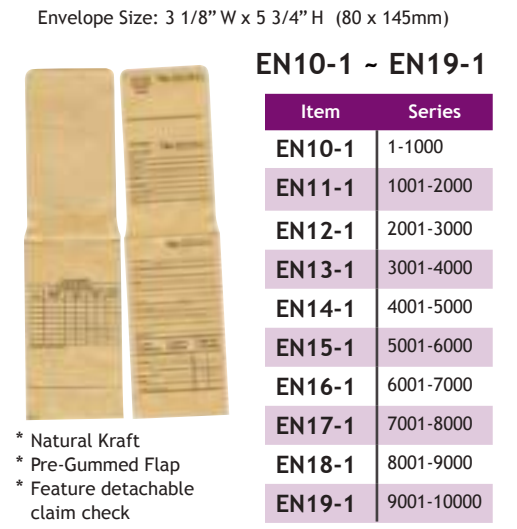 Envelope Size: 3 1/8” W x 5 3/4” H (80 x 145mm)
EN10-1 ~ EN19-1
Item Series
EN10-1 1-1000
EN11-1 1001-2000
EN12-1 2001-3000
EN13-1 3001-4000
EN14-1 4001-5000
EN15-1 5001-6000
EN16-1 6001-7000
EN17-1 7001-8000
EN18-1 8001-9000
EN19-1 9001-10000
* Natural Kraft
* Pre-Gummed Flap
* Feature detachable
claim check